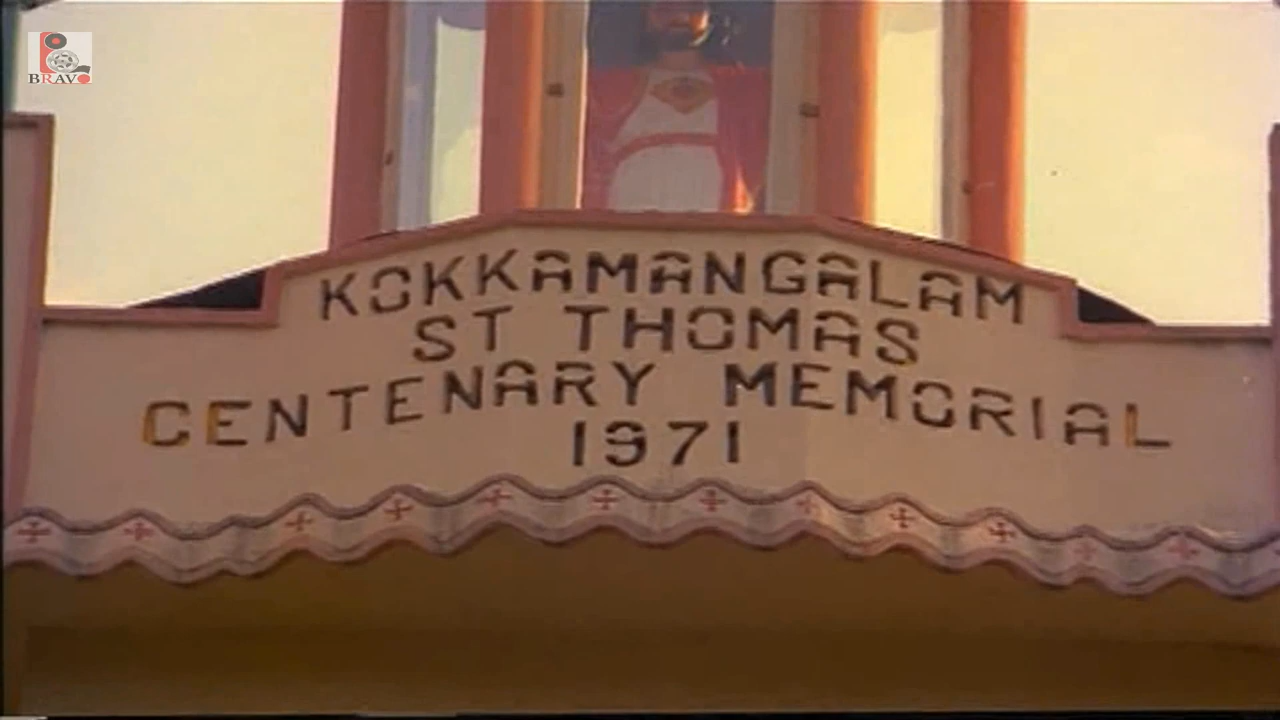 BRAVO
KOKKAMANGALAM
ST THOMAS
CENTENARY MEMORIAL
1971